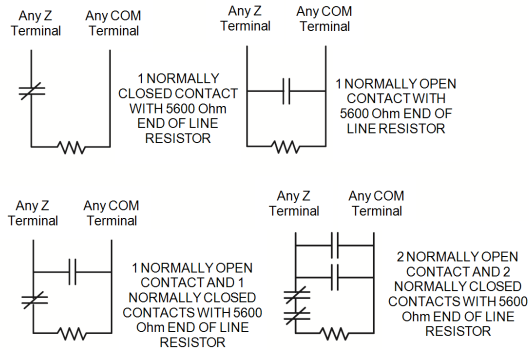 Any Z Terminal
Any COM Terminal
1 NORMALLY
CLOSED CONTACT
WITH 5600 Ohm
END OF LINE
RESISTOR
Any Z Terminal
Any COM Terminal
1 NORMALLY OPEN
CONTACT WITH
5600 Ohm END OF
LINE RESISTOR
Any Z Terminal
Any COM Terminal
1 NORMALLY OPEN
CONTACT AND 1
NORMALLY CLOSED
CONTACTS WITH 5600
Ohm END OF LINE
RESISTOR
Any Z Terminal
Any COM Terminal
2 NORMALLY OPEN
CONTACT AND 2
NORMALLY CLOSED
CONTACTS WITH 5600
Ohm END OF LINE
RESISTOR